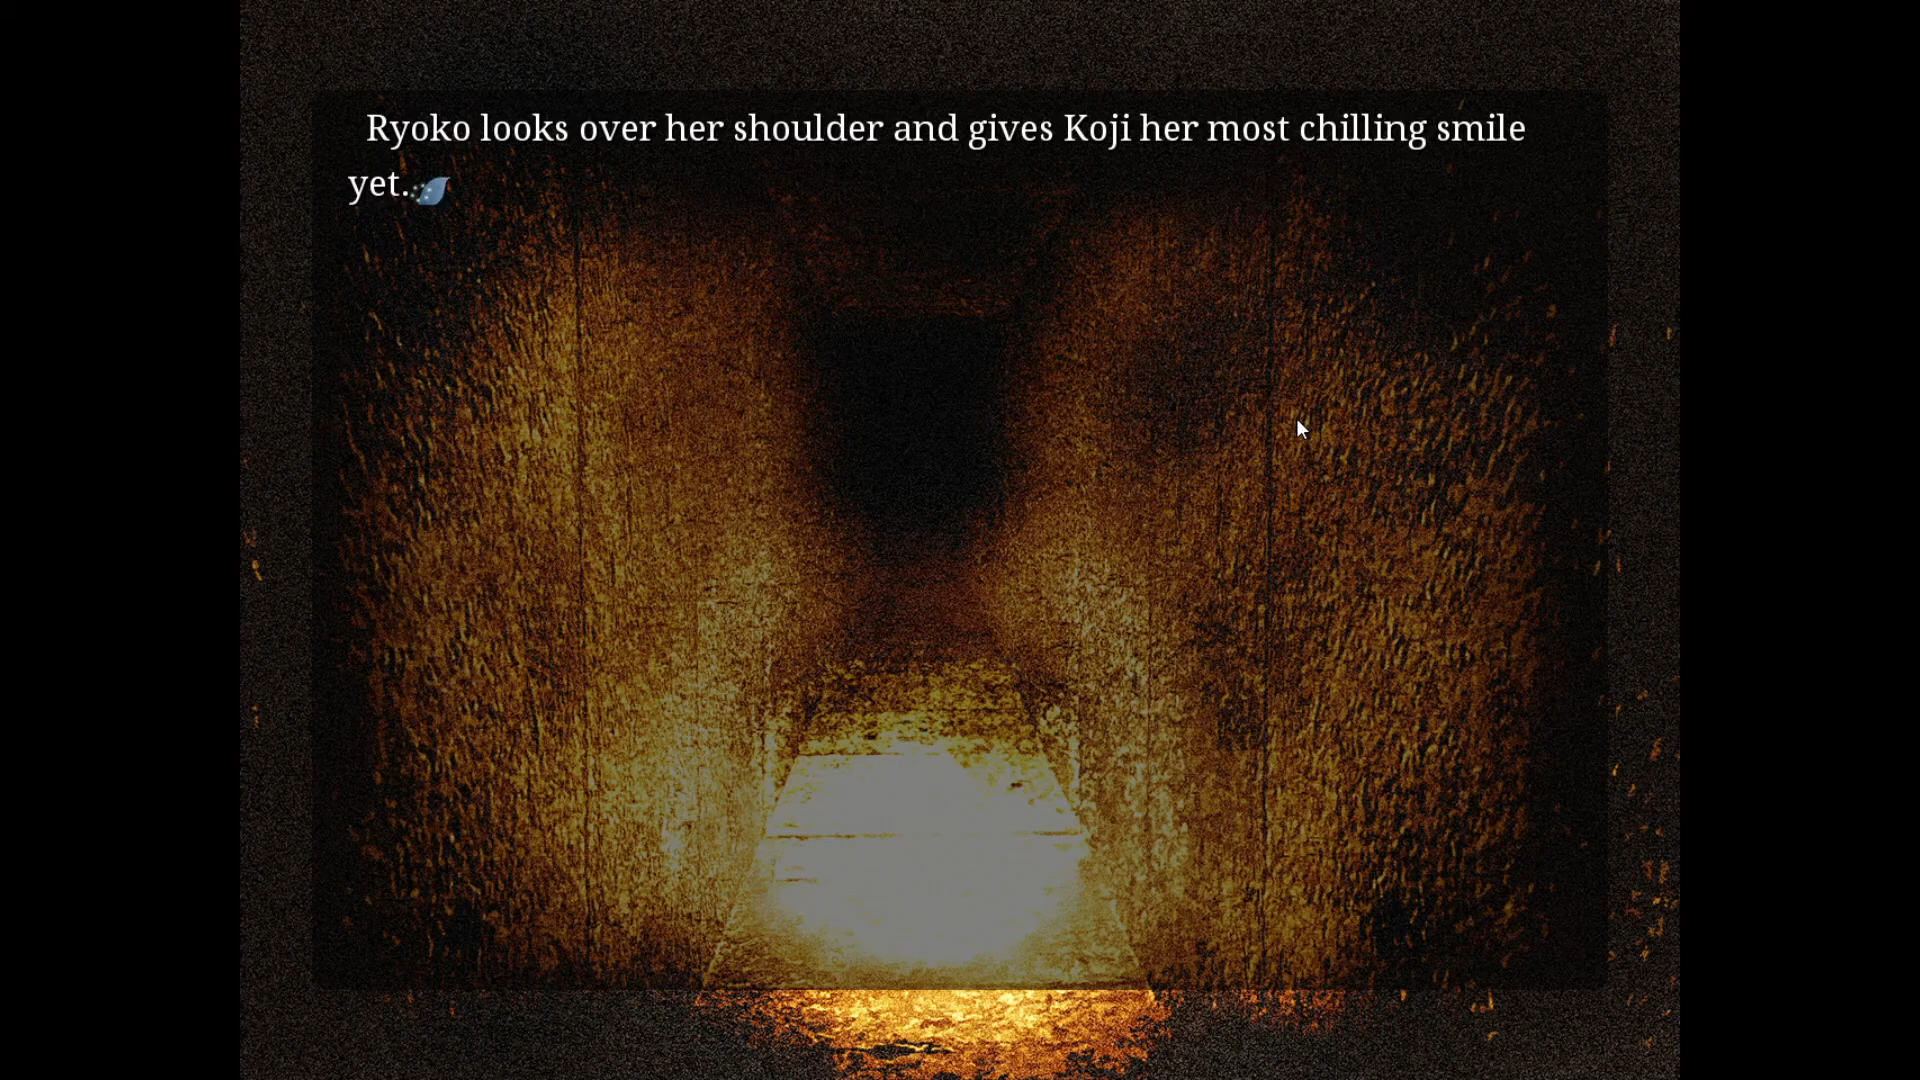 Ryoko looks over her shoulder and gives Koji her most chilling smile
yet.